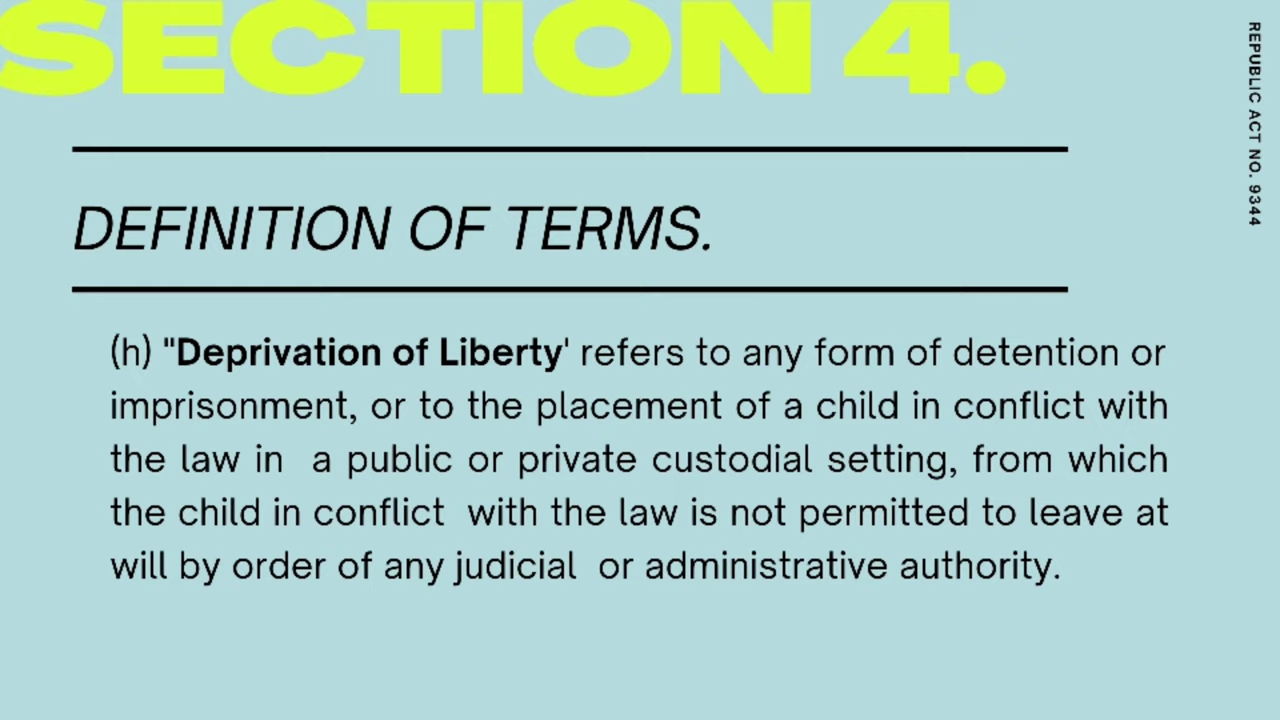 SECTION 4.
REPUBLIC ACT NO. 9344
DEFINITION OF TERMS.
(h) "Deprivation of Liberty' refers to any form of detention or
imprisonment, or to the placement of a child in conflict with
the law in a public or private custodial setting, from which
the child in conflict with the law is not permitted to leave at
will by order of any judicial or administrative authority.